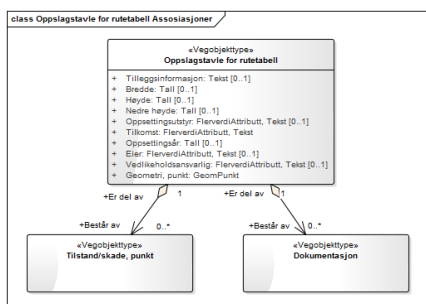 class Oppslagstavle for rutetabell Assosiasjoner
«Vegobjekttype»
Oppslagstavle for rutetabell
+ Tilleggsinformasjon: Tekst [0..1]
+ Bredde: Tall [0..1]
+ Høyde: Tall [0..1]
+ Nedre høyde: Tall [0..1]
+ Oppsettingsutstyr: FlerverdiAttributt, Tekst [0..1]
+ Tilkomst: FlerverdiAttributt, Tekst
+ Oppsettingsår: Tall [0..1]
+ Eier: FlerverdiAttributt, Tekst [0..1]
+ Vedlikeholdsansvarlig: FlerverdiAttributt, Tekst [0..1]
+ Geometri, punkt: GeomPunkt
+Er del av 1 +Er del av 1
+Består av 0..* +Består av 0..*
«Vegobjekttype»
Tilstand/skade, punkt
«Vegobjekttype»
Dokumentasjon